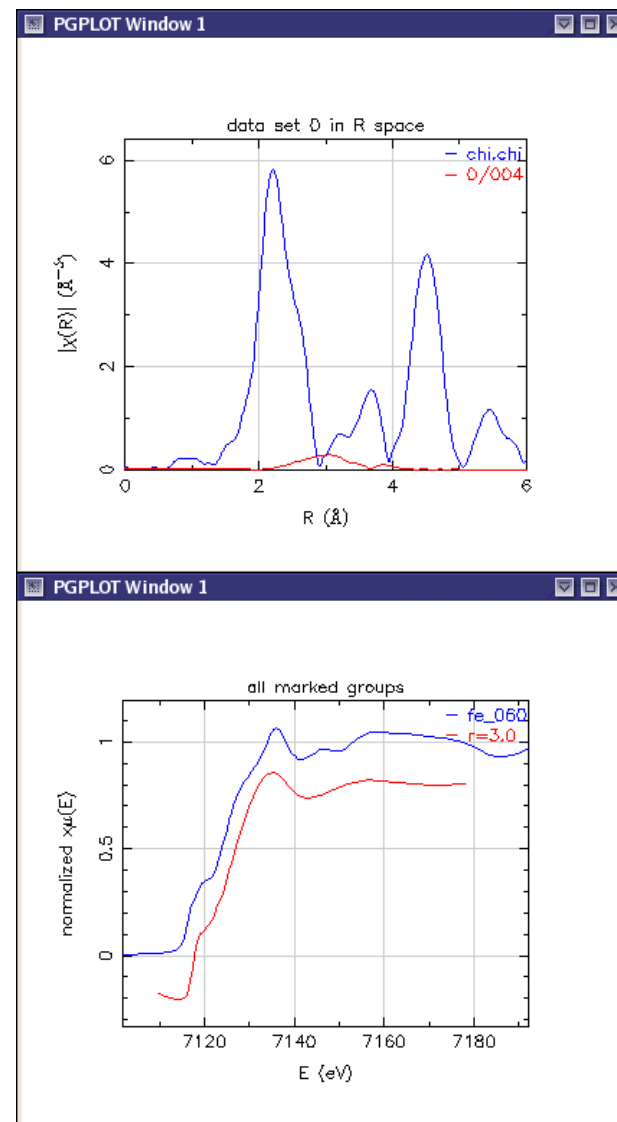 PGPLOT Window 1
data set 0 in R space
chi.chi
0/004
6
4
2
0
|χ(R)| (Å⁻³)
0 2 4 6
R (Å)
PGPLOT Window 1
all marked groups
fe_060
r=3.0
1
0.5
0
normalized xμ(E)
7120 7140 7160 7180
E (eV)